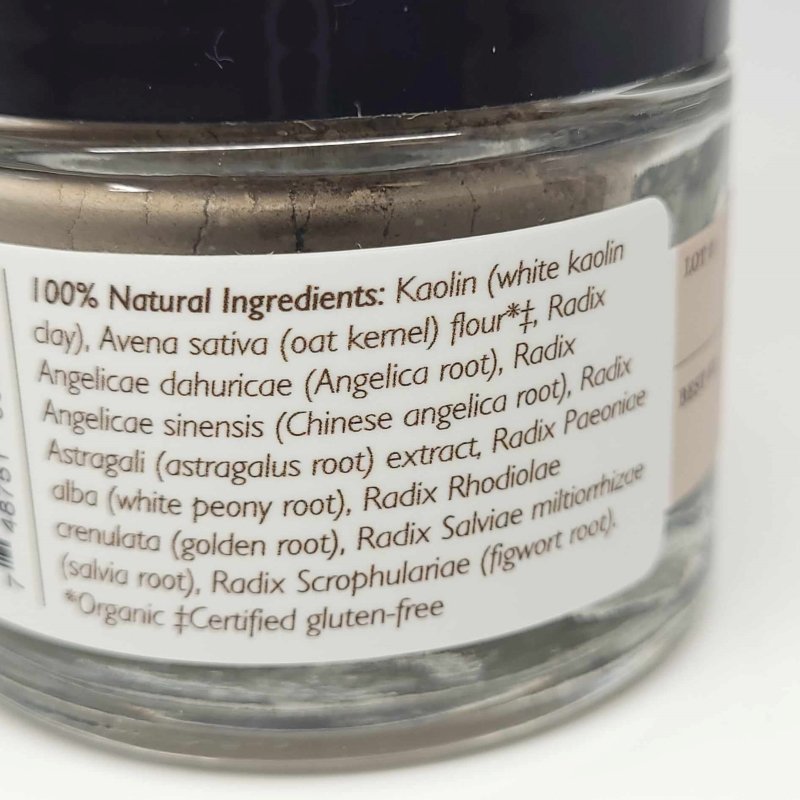 100% Natural Ingredients: Kaolin (white kaolin
clay), Avena sativa (oat kernel) flour*‡, Radix
Angelicae dahuricae (Angelica root), Radix
Angelicae sinensis (Chinese angelica root), Radix
Astragali (astragalus root) extract, Radix Paeoniae
alba (white peony root), Radix Rhodiolae
crenulata (golden root), Radix Salviae miltiorrhizae
(salvia root), Radix Scrophulariae (figwort root).
*Organic ‡Certified gluten-free
LOT
BEST